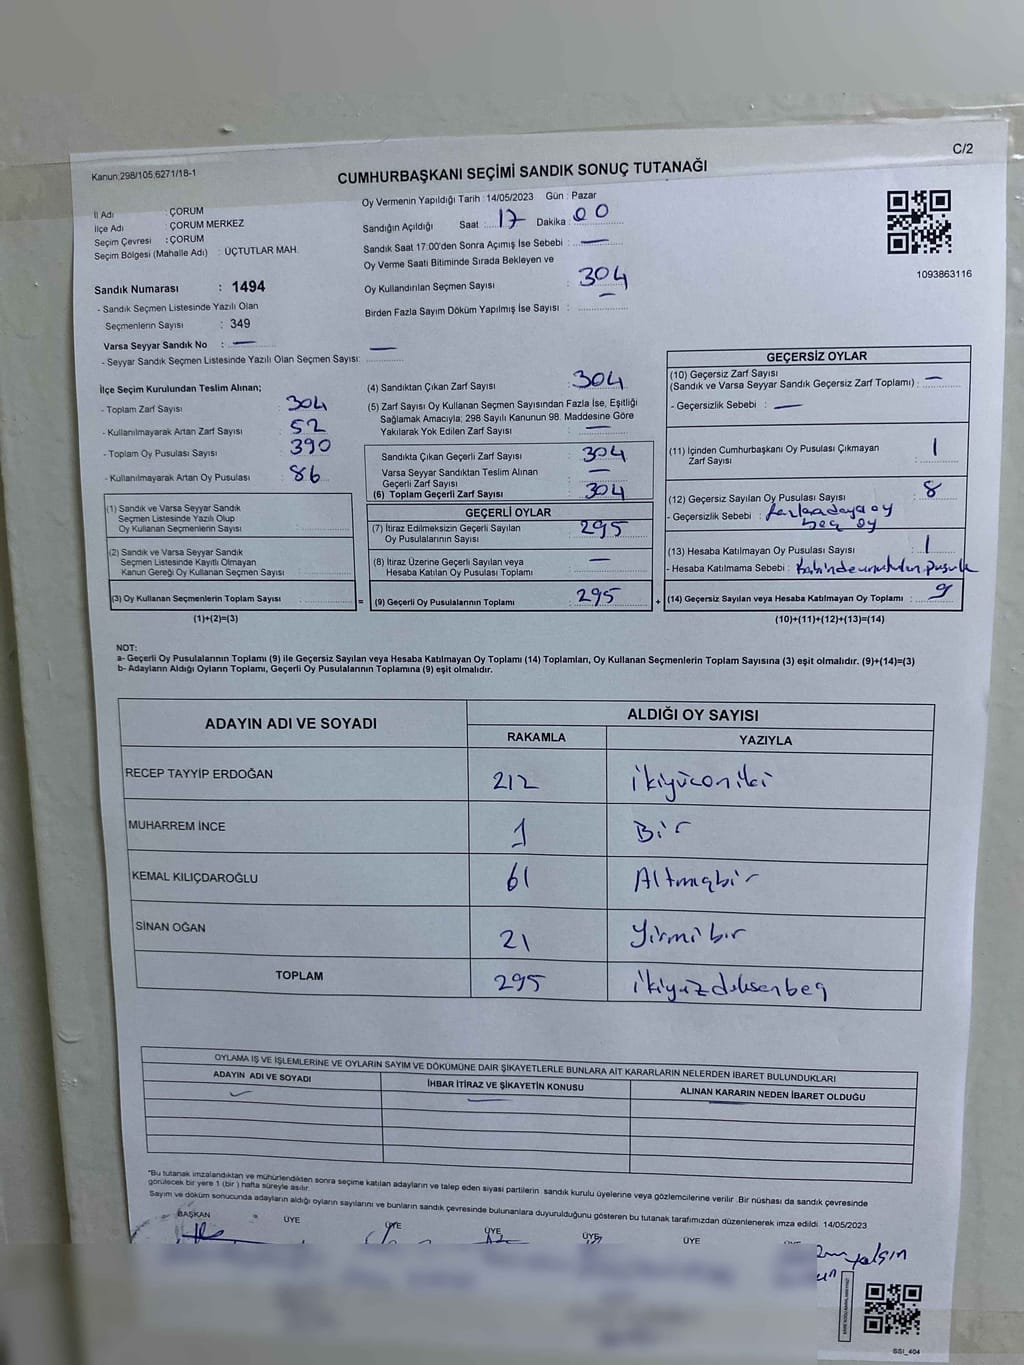 C/2
Kanun;298/105;6271/18-1
CUMHURBAŞKANI SEÇİMİ SANDIK SONUÇ TUTANAĞI
İl Adı : ÇORUM
İlçe Adı : ÇORUM MERKEZ
Seçim Çevresi : ÇORUM
Seçim Bölgesi (Mahalle Adı) : ÜÇTUTLAR MAH.
Sandık Numarası : 1494
- Sandık Seçmen Listesinde Yazılı Olan
Seçmenlerin Sayısı : 349
Varsa Seyyar Sandık No : —
- Seyyar Sandık Seçmen Listesinde Yazılı Olan Seçmen Sayısı: —
Oy Vermenin Yapıldığı Tarih : 14/05/2023 Gün : Pazar
Sandığın Açıldığı Saat : 17 Dakika : 00
Sandık Saat 17:00'den Sonra Açımış İse Sebebi : —
Oy Verme Saati Bitiminde Sırada Bekleyen ve
Oy Kullandırılan Seçmen Sayısı : 304
Birden Fazla Sayım Döküm Yapılmış İse Sayısı : —
1093863116
İlçe Seçim Kurulundan Teslim Alınan;
- Toplam Zarf Sayısı 304
- Kullanılmayarak Artan Zarf Sayısı 52
- Toplam Oy Pusulası Sayısı 390
- Kullanılmayarak Artan Oy Pusulası 86
(1) Sandık ve Varsa Seyyar Sandık
Seçmen Listesinde Yazılı Olup
Oy Kullanan Seçmenlerin Sayısı
(2) Sandık ve Varsa Seyyar Sandık
Seçmen Listesinde Kayıtlı Olmayan
Kanun Gereği Oy Kullanan Seçmen Sayısı
(3) Oy Kullanan Seçmenlerin Toplam Sayısı =
(1)+(2)=(3)
(4) Sandıktan Çıkan Zarf Sayısı : 304
(5) Zarf Sayısı Oy Kullanan Seçmen Sayısından Fazla İse, Eşitliği
Sağlamak Amacıyla; 298 Sayılı Kanunun 98. Maddesine Göre
Yakılarak Yok Edilen Zarf Sayısı : —
Sandıkta Çıkan Geçerli Zarf Sayısı : 304
Varsa Seyyar Sandıktan Teslim Alınan
Geçerli Zarf Sayısı : —
(6) Toplam Geçerli Zarf Sayısı : 304
GEÇERLİ OYLAR
(7) İtiraz Edilmeksizin Geçerli Sayılan
Oy Pusulalarının Sayısı : 295
(8) İtiraz Üzerine Geçerli Sayılan veya
Hesaba Katılan Oy Pusulası Toplamı : —
(9) Geçerli Oy Pusulalarının Toplamı : 295 +
GEÇERSİZ OYLAR
(10) Geçersiz Zarf Sayısı
(Sandık ve Varsa Seyyar Sandık Geçersiz Zarf Toplamı) : —
- Geçersizlik Sebebi : —
(11) İçinden Cumhurbaşkanı Oy Pusulası Çıkmayan
Zarf Sayısı : 1
(12) Geçersiz Sayılan Oy Pusulası Sayısı : 8
- Geçersizlik Sebebi : oy
oy
(13) Hesaba Katılmayan Oy Pusulası Sayısı : 1
- Hesaba Katılmama Sebebi : Kabinde unutulan pusula
(14) Geçersiz Sayılan veya Hesaba Katılmayan Oy Toplamı : 9
(10)+(11)+(12)+(13)=(14)
NOT:
a- Geçerli Oy Pusulalarının Toplamı (9) ile Geçersiz Sayılan veya Hesaba Katılmayan Oy Toplamı (14) Toplamları, Oy Kullanan Seçmenlerin Toplam Sayısına (3) eşit olmalıdır. (9)+(14)=(3)
b- Adayların Aldığı Oyların Toplamı, Geçerli Oy Pusulalarının Toplamına (9) eşit olmalıdır.
ADAYIN ADI VE SOYADI ALDIĞI OY SAYISI
RAKAMLA YAZIYLA
RECEP TAYYİP ERDOĞAN 212 ikiyüconiki
MUHARREM İNCE 1 Bir
KEMAL KILIÇDAROĞLU 61 Altmışbir
SİNAN OĞAN 21 Yirmibir
TOPLAM 295 ikiyüzdoksanbeş
OYLAMA İŞ VE İŞLEMLERİNE VE OYLARIN SAYIM VE DÖKÜMÜNE DAİR ŞİKAYETLERLE BUNLARA AİT KARARLARIN NELERDEN İBARET BULUNDUKLARI
ADAYIN ADI VE SOYADI İHBAR İTİRAZ VE ŞİKAYETİN KONUSU ALINAN KARARIN NEDEN İBARET OLDUĞU
*Bu tutanak imzalandıktan ve mühürlendikten sonra seçime katılan adayların ve talep eden siyasi partilerin sandık kurulu üyelerine veya gözlemcilerine verilir. Bir nüshası da sandık çevresinde
görülecek bir yere 1 (bir ) hafta süreyle asılır.
Sayım ve döküm sonucunda adayların aldığı oyların sayılarını ve bunların sandık çevresinde bulunanlara duyurulduğunu gösteren bu tutanak tarafımızdan düzenlenerek imza edildi. 14/05/2023
BAŞKAN ÜYE ÜYE ÜYE ÜYE ÜYE
yalçın
SSI_404